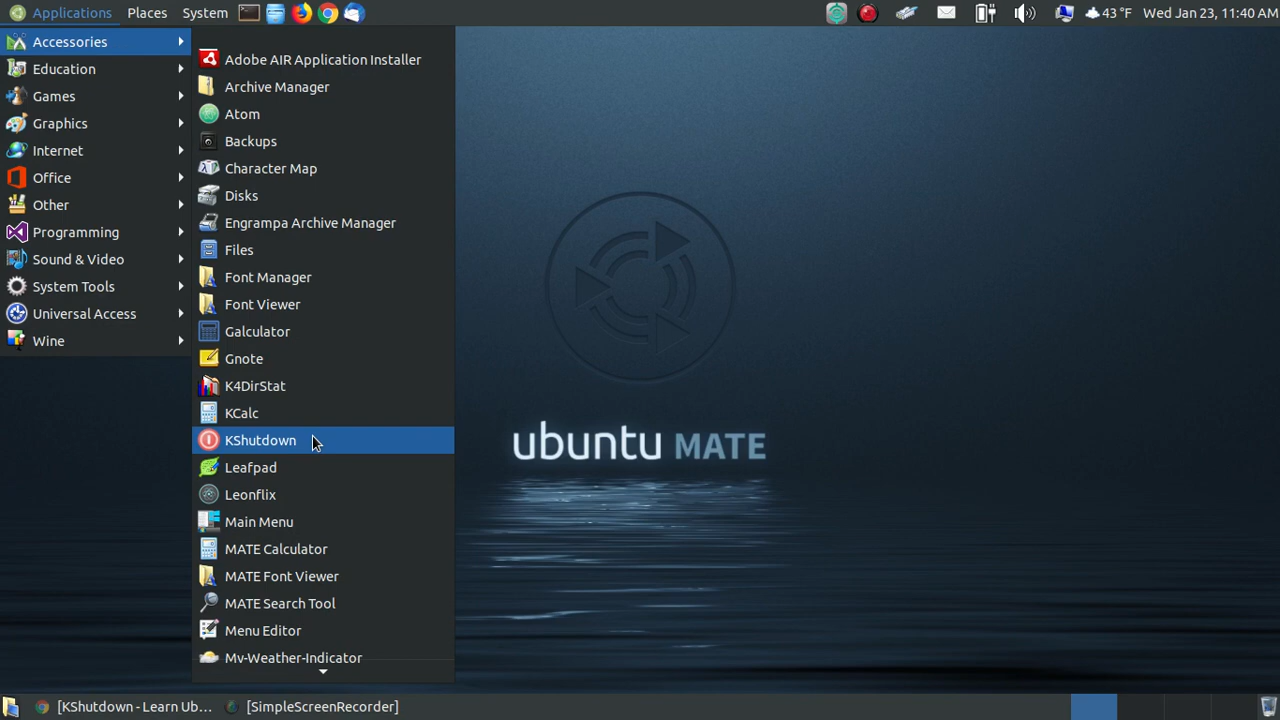 Applications Places System 43 °F Wed Jan 23, 11:40 AM
Accessories
Education
Games
Graphics
Internet
Office
Other
Programming
Sound & Video
System Tools
Universal Access
Wine
Adobe AIR Application Installer
Archive Manager
Atom
Backups
Character Map
Disks
Engrampa Archive Manager
Files
Font Manager
Font Viewer
Galculator
Gnote
K4DirStat
KCalc
KShutdown
Leafpad
Leonflix
Main Menu
MATE Calculator
MATE Font Viewer
MATE Search Tool
Menu Editor
My-Weather-Indicator
ubuntu MATE
[KShutdown - Learn Ub... [SimpleScreenRecorder]